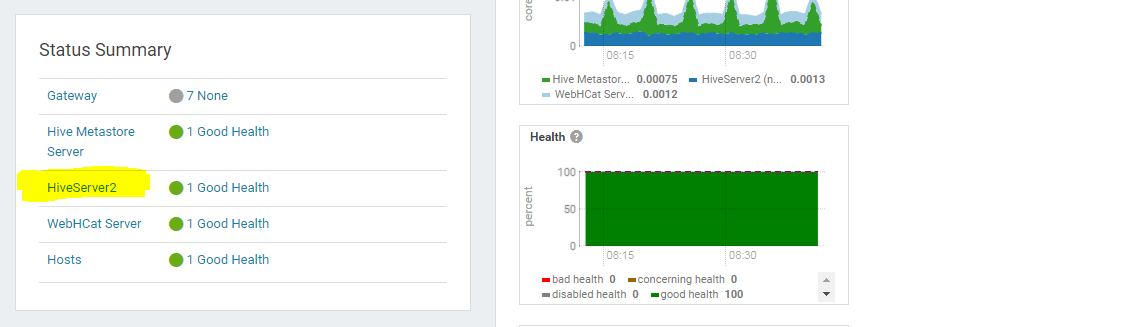 Status Summary
Gateway 7 None
Hive Metastore Server 1 Good Health
HiveServer2 1 Good Health
WebHCat Server 1 Good Health
Hosts 1 Good Health
0
08:15 08:30
Hive Metastor... 0.00075 HiveServer2 (n... 0.0013
WebHCat Serv... 0.0012
Health ?
percent
100
50
0
08:15 08:30
bad health 0 concerning health 0
disabled health 0 good health 100